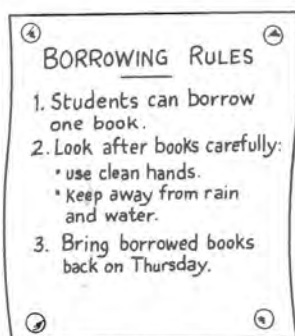 BORROWING RULES
1. Students can borrow
one book.
2. Look after books carefully:
• use clean hands.
• Keep away from rain
and water.
3. Bring borrowed books
back on Thursday.